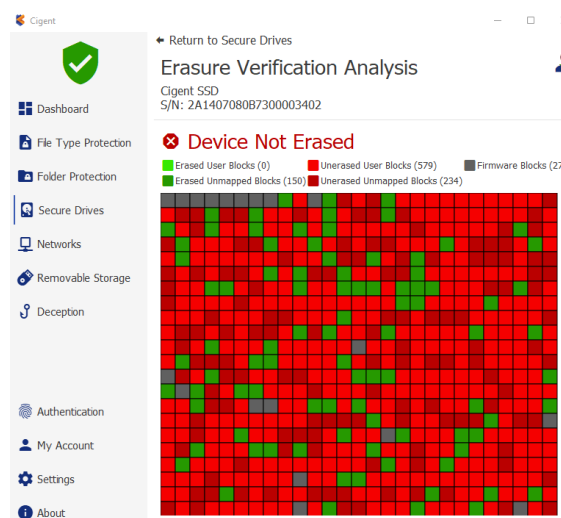 Cigent
Return to Secure Drives
Erasure Verification Analysis
Cigent SSD
S/N: 2A1407080B7300003402
Dashboard
File Type Protection
Folder Protection
Secure Drives
Networks
Removable Storage
Deception
Authentication
My Account
Settings
About
Device Not Erased
Erased User Blocks (0) Unerased User Blocks (579) Firmware Blocks (27
Erased Unmapped Blocks (150) Unerased Unmapped Blocks (234)